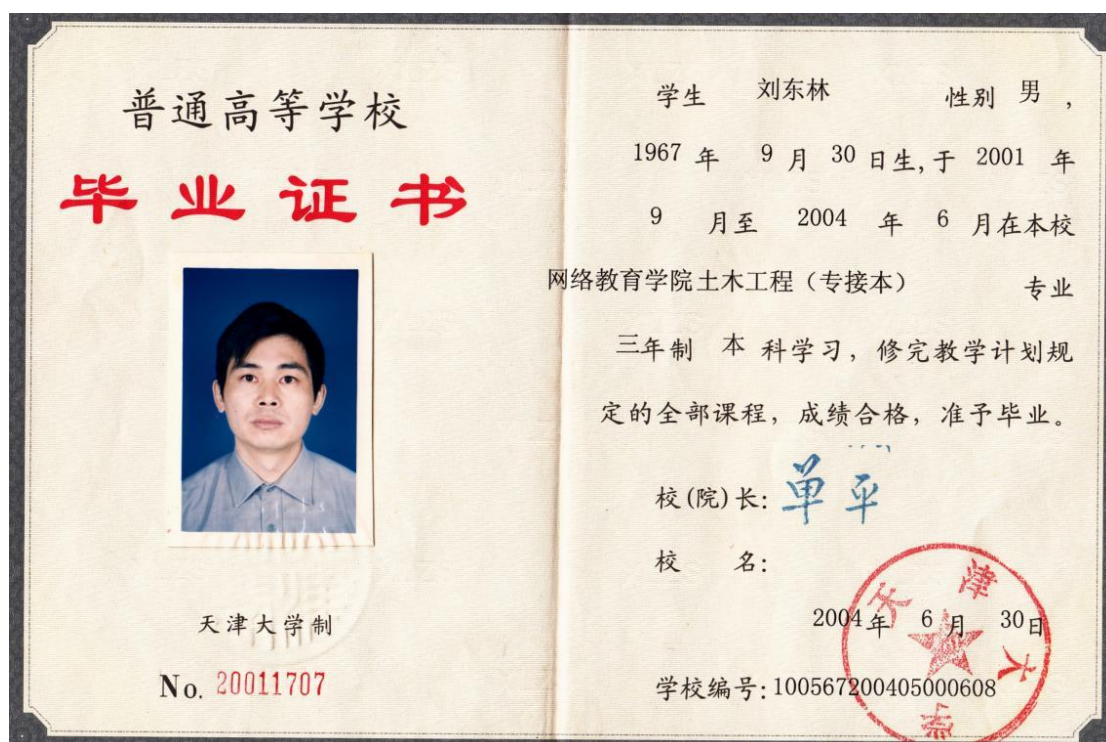 普通高等学校
毕业证书
天津大学制
No. 20011707
学生 刘东林 性别 男,
1967 年 9 月 30 日生,于 2001 年
9 月至 2004 年 6 月在本校
网络教育学院土木工程（专接本） 专业
三年制 本 科学习，修完教学计划规
定的全部课程，成绩合格，准予毕业。
校(院)长: 单平
校 名:
2004年 6月 30日
学校编号:100567200405000608
天津大学